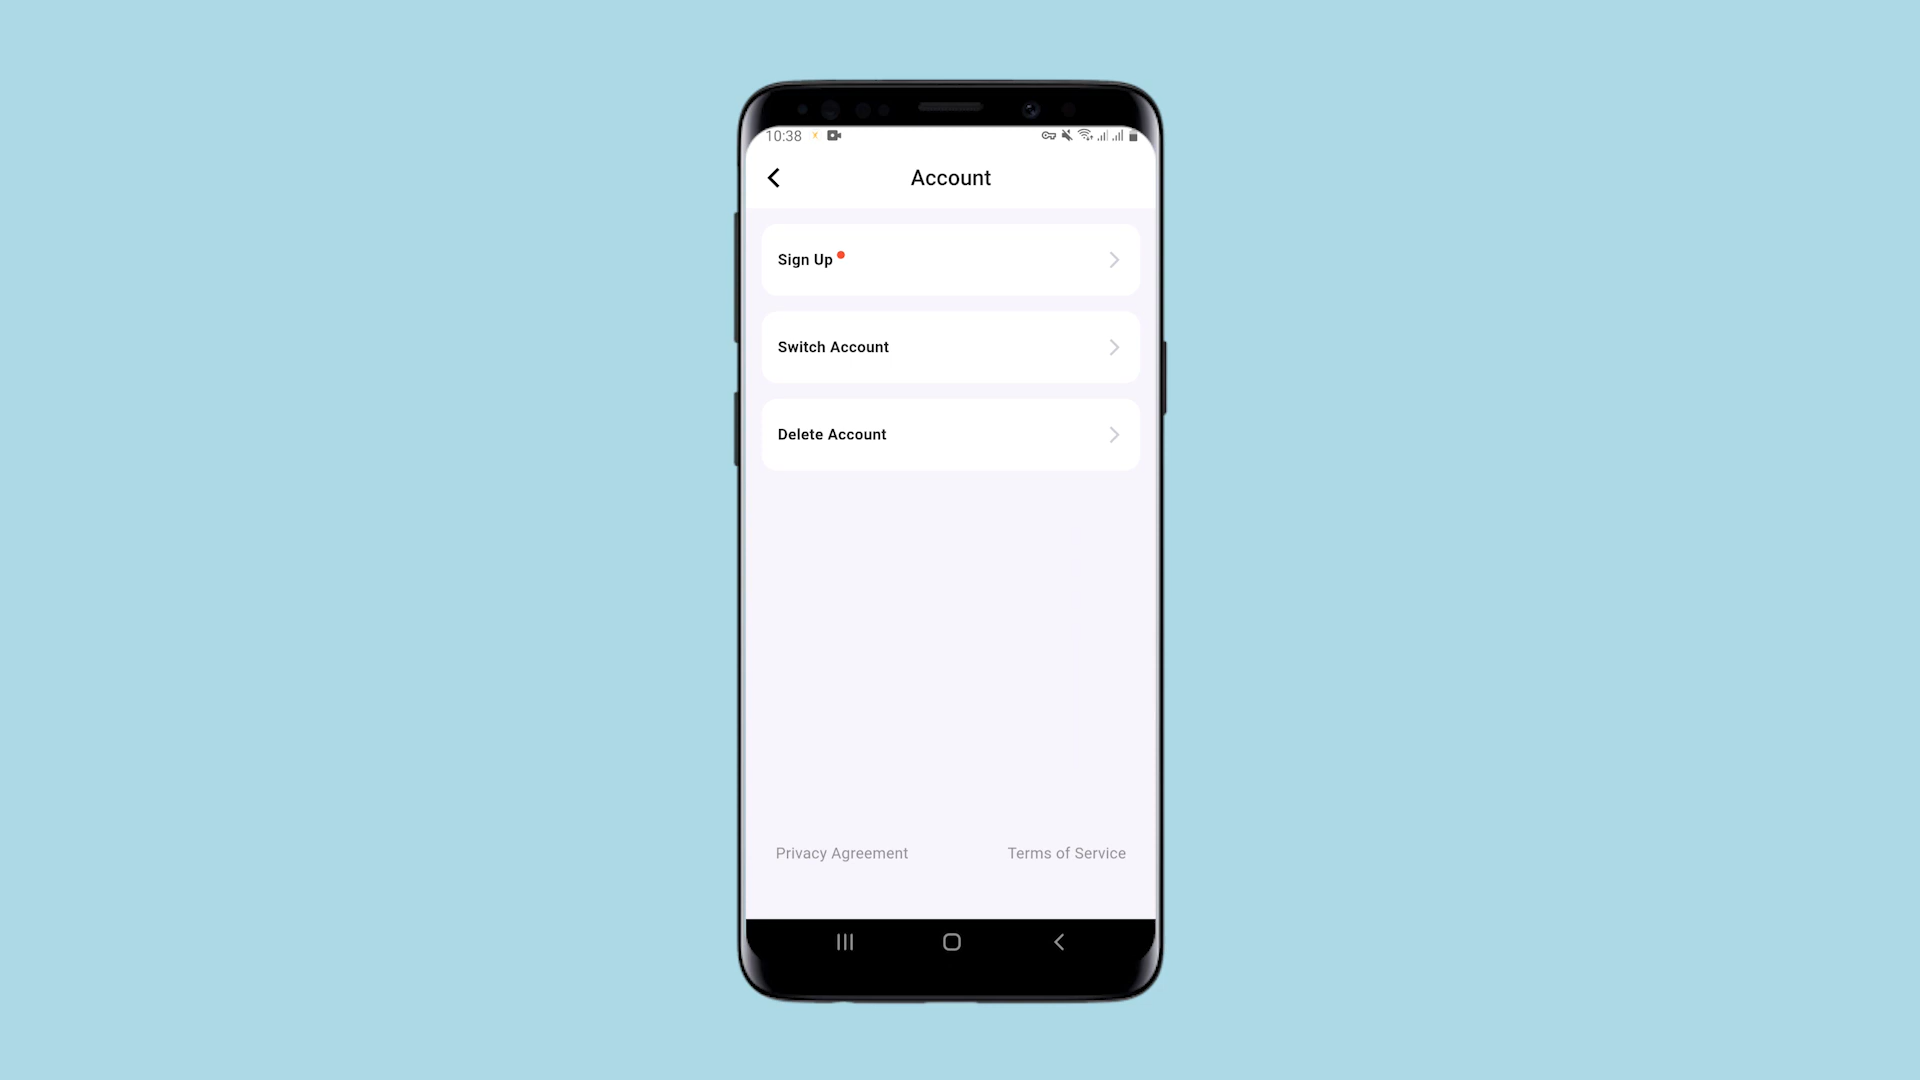 10:38
Account
Sign Up
Switch Account
Delete Account
Privacy Agreement Terms of Service